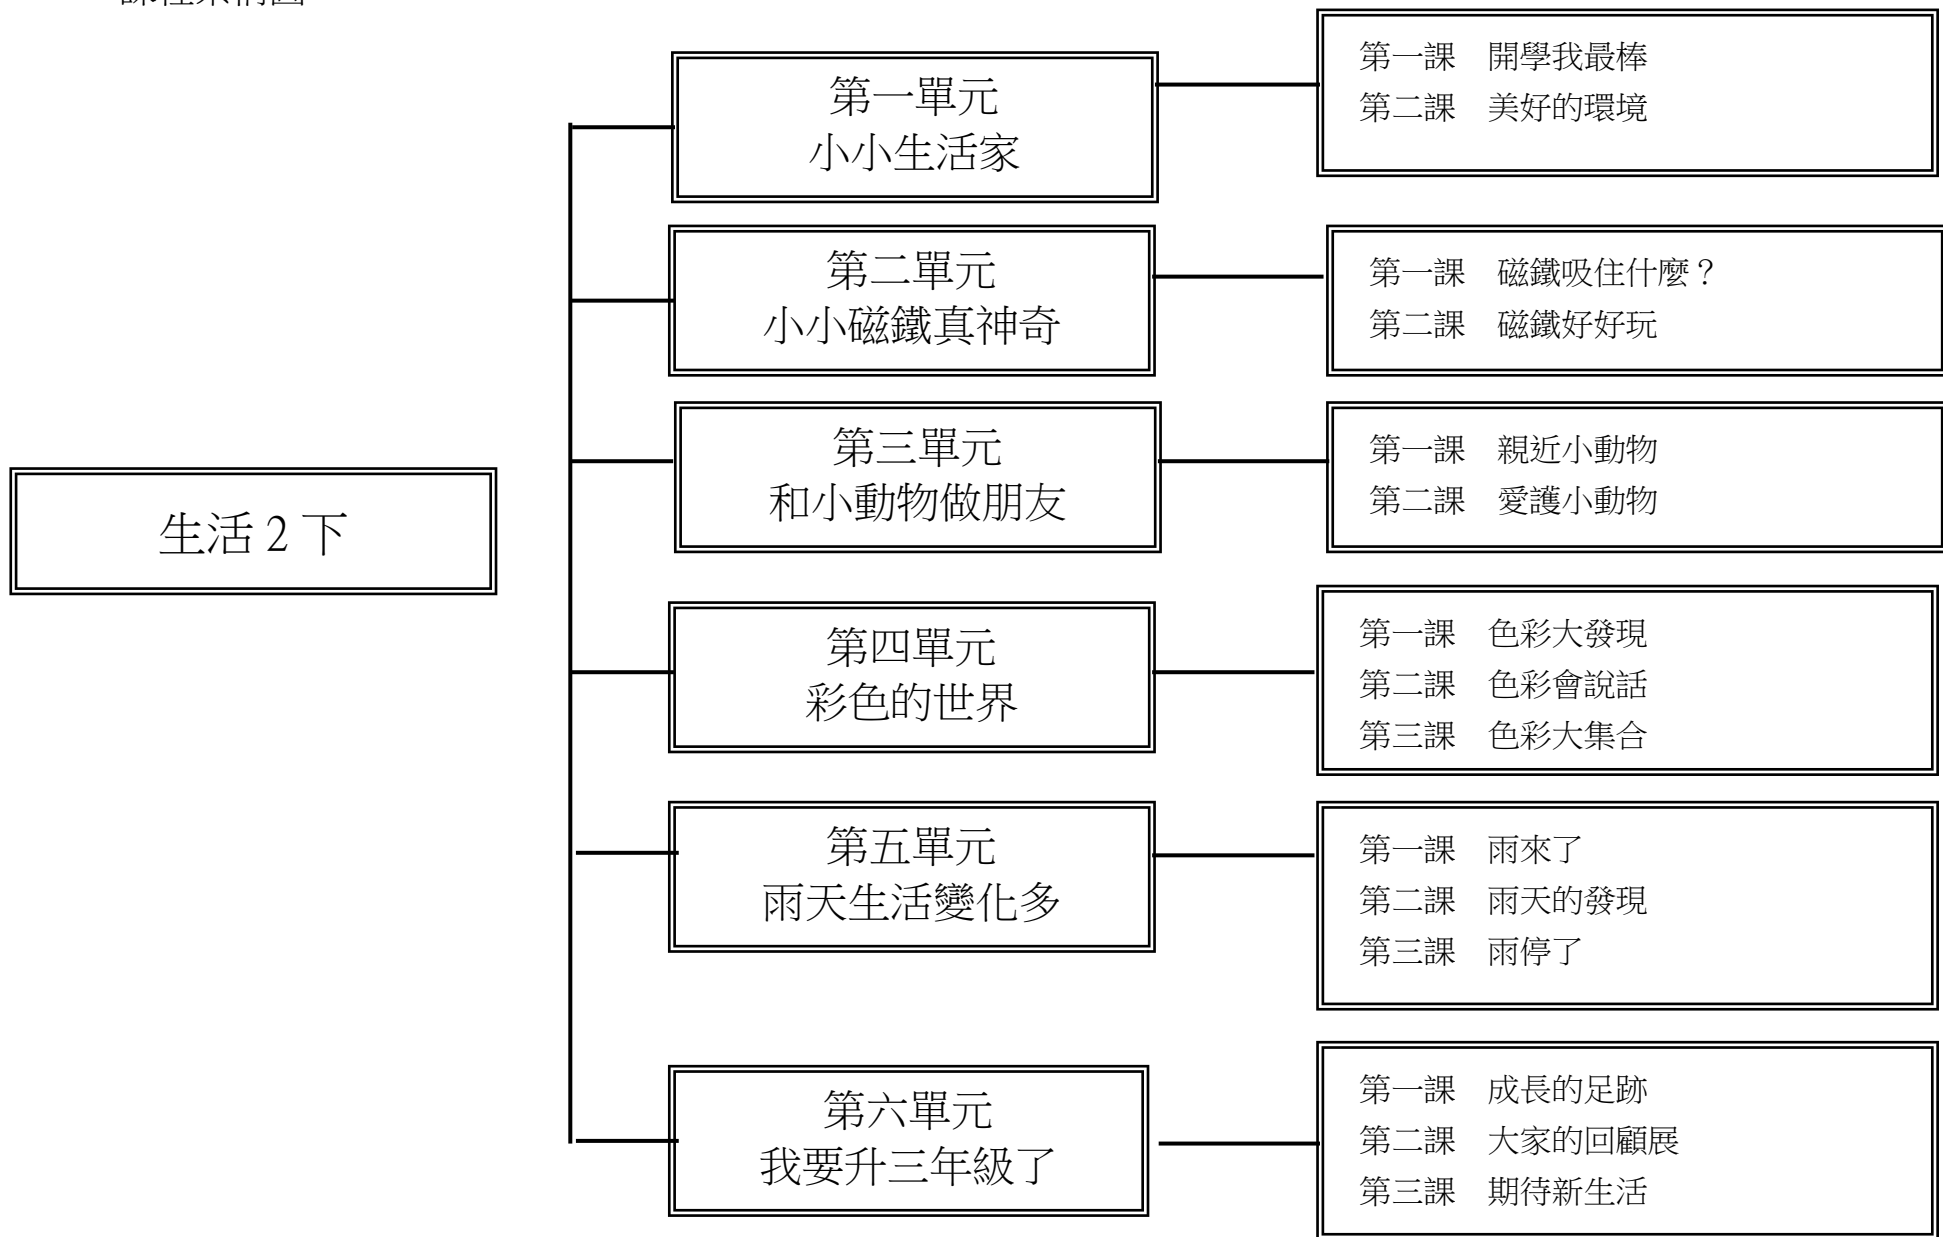 第一單元
小小生活家
第一課　開學我最棒
第二課　美好的環境
第二單元
小小磁鐵真神奇
第一課　磁鐵吸住什麼？
第二課　磁鐵好好玩
第三單元
和小動物做朋友
第一課　親近小動物
第二課　愛護小動物
生活 2 下
第四單元
彩色的世界
第一課　色彩大發現
第二課　色彩會說話
第三課　色彩大集合
第五單元
雨天生活變化多
第一課　雨來了
第二課　雨天的發現
第三課　雨停了
第六單元
我要升三年級了
第一課　成長的足跡
第二課　大家的回顧展
第三課　期待新生活